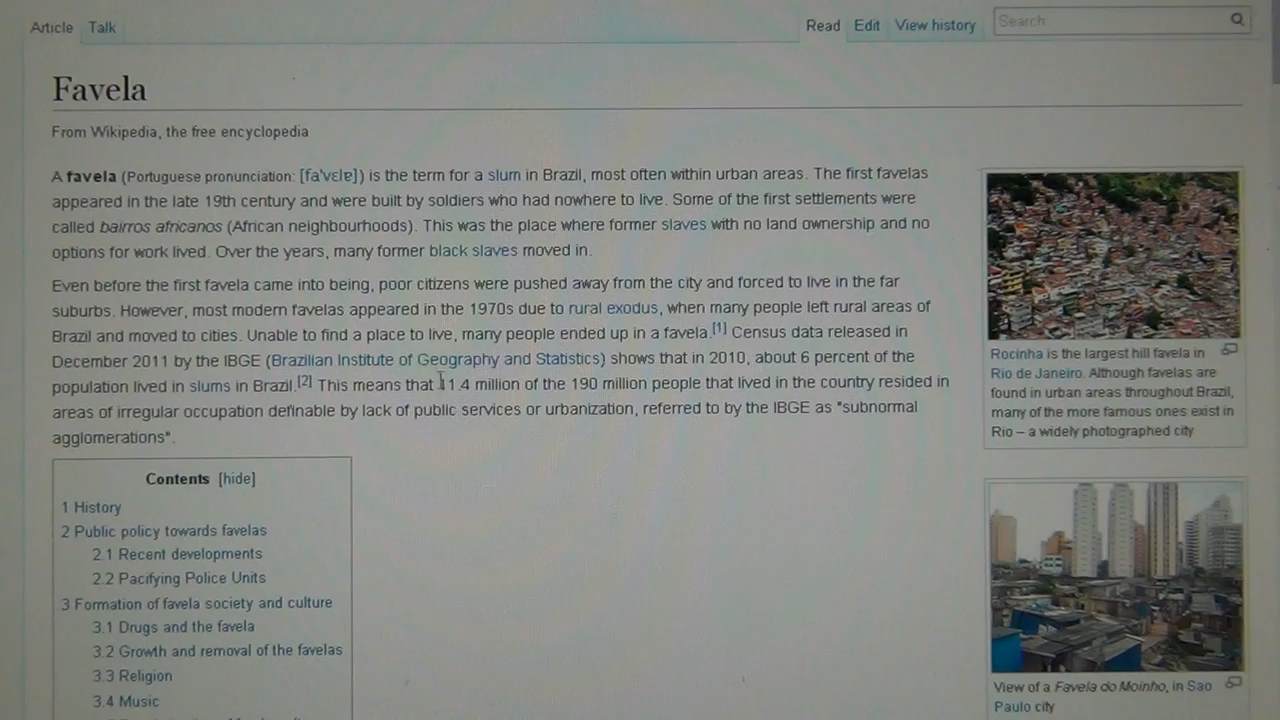 Article Talk Read Edit View history Search
Favela
From Wikipedia, the free encyclopedia
A favela (Portuguese pronunciation: [faˈvɛlɐ]) is the term for a slum in Brazil, most often within urban areas. The first favelas
appeared in the late 19th century and were built by soldiers who had nowhere to live. Some of the first settlements were
called bairros africanos (African neighbourhoods). This was the place where former slaves with no land ownership and no
options for work lived. Over the years, many former black slaves moved in.
Even before the first favela came into being, poor citizens were pushed away from the city and forced to live in the far
suburbs. However, most modern favelas appeared in the 1970s due to rural exodus, when many people left rural areas of
Brazil and moved to cities. Unable to find a place to live, many people ended up in a favela.[1] Census data released in
December 2011 by the IBGE (Brazilian Institute of Geography and Statistics) shows that in 2010, about 6 percent of the
population lived in slums in Brazil.[2] This means that 11.4 million of the 190 million people that lived in the country resided in
areas of irregular occupation definable by lack of public services or urbanization, referred to by the IBGE as "subnormal
agglomerations".
Contents [hide]
1 History
2 Public policy towards favelas
2.1 Recent developments
2.2 Pacifying Police Units
3 Formation of favela society and culture
3.1 Drugs and the favela
3.2 Growth and removal of the favelas
3.3 Religion
3.4 Music
Rocinha is the largest hill favela in
Rio de Janeiro. Although favelas are
found in urban areas throughout Brazil,
many of the more famous ones exist in
Rio – a widely photographed city
View of a Favela do Moinho, in Sao
Paulo city